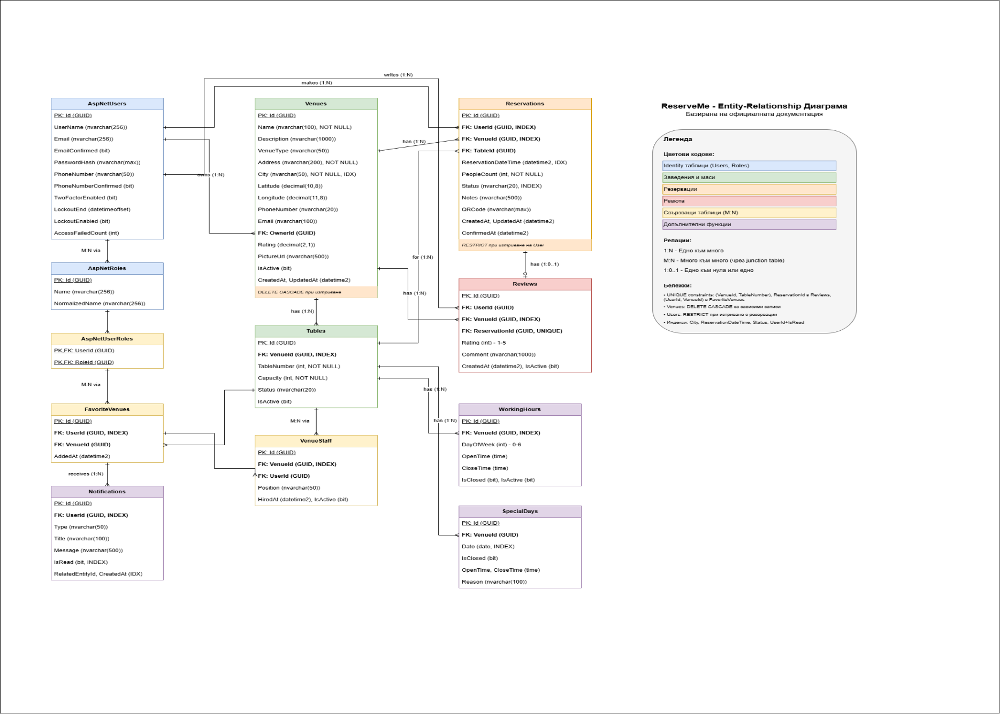 writes (1:N)
makes (1:N)
AspNetUsers
PK: Id (GUID)
UserName (nvarchar(256))
Email (nvarchar(256))
EmailConfirmed (bit)
PasswordHash (nvarchar(max))
PhoneNumber (nvarchar(50))
PhoneNumberConfirmed (bit)
TwoFactorEnabled (bit)
LockoutEnd (datetimeoffset)
LockoutEnabled (bit)
AccessFailedCount (int)
M:N via
AspNetRoles
PK: Id (GUID)
Name (nvarchar(256))
NormalizedName (nvarchar(256))
AspNetUserRoles
PK,FK: UserId (GUID)
PK,FK: RoleId (GUID)
M:N via
FavoriteVenues
PK: Id (GUID)
FK: UserId (GUID, INDEX)
FK: VenueId (GUID)
AddedAt (datetime2)
receives (1:N)
Notifications
PK: Id (GUID)
FK: UserId (GUID, INDEX)
Type (nvarchar(50))
Title (nvarchar(100))
Message (nvarchar(500))
IsRead (bit, INDEX)
RelatedEntityId, CreatedAt (IDX)
owns (1:N)
Venues
PK: Id (GUID)
Name (nvarchar(100), NOT NULL)
Description (nvarchar(1000))
VenueType (nvarchar(50))
Address (nvarchar(200), NOT NULL)
City (nvarchar(50), NOT NULL, IDX)
Latitude (decimal(10,8))
Longitude (decimal(11,8))
PhoneNumber (nvarchar(20))
Email (nvarchar(100))
FK: OwnerId (GUID)
Rating (decimal(2,1))
PictureUrl (nvarchar(500))
IsActive (bit)
CreatedAt, UpdatedAt (datetime2)
DELETE CASCADE при изтриване
has (1:N)
Tables
PK: Id (GUID)
FK: VenueId (GUID, INDEX)
TableNumber (int, NOT NULL)
Capacity (int, NOT NULL)
Status (nvarchar(20))
IsActive (bit)
M:N via
VenueStaff
PK: Id (GUID)
FK: VenueId (GUID, INDEX)
FK: UserId (GUID)
Position (nvarchar(50))
HiredAt (datetime2), IsActive (bit)
has (1:N)
for (1:N)
has (1:N)
has (1:N)
has (1:N)
Reservations
PK: Id (GUID)
FK: UserId (GUID, INDEX)
FK: VenueId (GUID, INDEX)
FK: TableId (GUID)
ReservationDateTime (datetime2, IDX)
PeopleCount (int, NOT NULL)
Status (nvarchar(20), INDEX)
Notes (nvarchar(500))
QRCode (nvarchar(max))
CreatedAt, UpdatedAt (datetime2)
ConfirmedAt (datetime2)
RESTRICT при изтриване на User
has (1:0..1)
Reviews
PK: Id (GUID)
FK: UserId (GUID)
FK: VenueId (GUID, INDEX)
FK: ReservationId (GUID, UNIQUE)
Rating (int) - 1-5
Comment (nvarchar(1000))
CreatedAt (datetime2), IsActive (bit)
WorkingHours
PK: Id (GUID)
FK: VenueId (GUID, INDEX)
DayOfWeek (int) - 0-6
OpenTime (time)
CloseTime (time)
IsClosed (bit), IsActive (bit)
SpecialDays
PK: Id (GUID)
FK: VenueId (GUID)
Date (date, INDEX)
IsClosed (bit)
OpenTime, CloseTime (time)
Reason (nvarchar(100))
ReserveMe - Entity-Relationship Диаграма
Базирана на официалната документация
Легенда
Цветови кодове:
Identity таблици (Users, Roles)
Заведения и маси
Резервации
Ревюта
Свързващи таблици (M:N)
Допълнителни функции
Релации:
1:N - Едно към много
M:N - Много към много (чрез junction table)
1:0..1 - Едно към нула или едно
Бележки:
• UNIQUE constraints: (VenueId, TableNumber), ReservationId в Reviews,
(UserId, VenueId) в FavoriteVenues
• Venues: DELETE CASCADE за зависими записи
• Users: RESTRICT при изтриване с резервации
• Индекси: City, ReservationDateTime, Status, UserId+IsRead